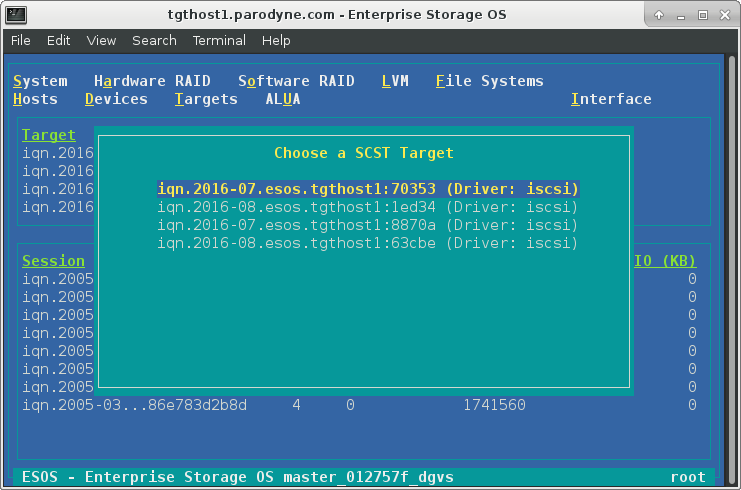 tgthost1.parodyne.com - Enterprise Storage OS
File Edit View Search Terminal Help
System Hardware RAID Software RAID LVM File Systems
Hosts Devices Targets ALUA Interface
Target
Choose a SCST Target
iqn.2016
iqn.2016
iqn.2016
iqn.2016
iqn.2016-07.esos.tgthost1:70353 (Driver: iscsi)
iqn.2016-08.esos.tgthost1:1ed34 (Driver: iscsi)
iqn.2016-07.esos.tgthost1:8870a (Driver: iscsi)
iqn.2016-08.esos.tgthost1:63cbe (Driver: iscsi)
Session IO (KB)
iqn.2005 0
iqn.2005 0
iqn.2005 0
iqn.2005 0
iqn.2005 0
iqn.2005 0
iqn.2005 0
iqn.2005-03...86e783d2b8d 4 0 1741560 0
ESOS - Enterprise Storage OS master_012757f_dgvs root